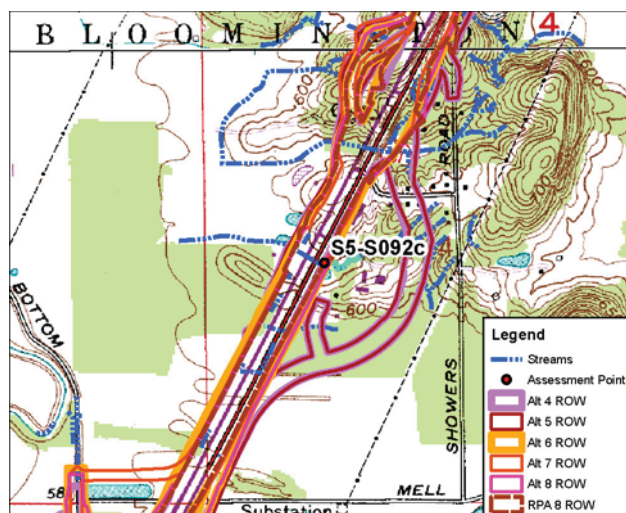 B L O O M I N G T O N 4
ROAD
S5-S092c
600
600
700
BOTTOM
SHOWERS
58
MELL
Substation
Legend
Streams
Assessment Point
Alt 4 ROW
Alt 5 ROW
Alt 6 ROW
Alt 7 ROW
Alt 8 ROW
RPA 8 ROW